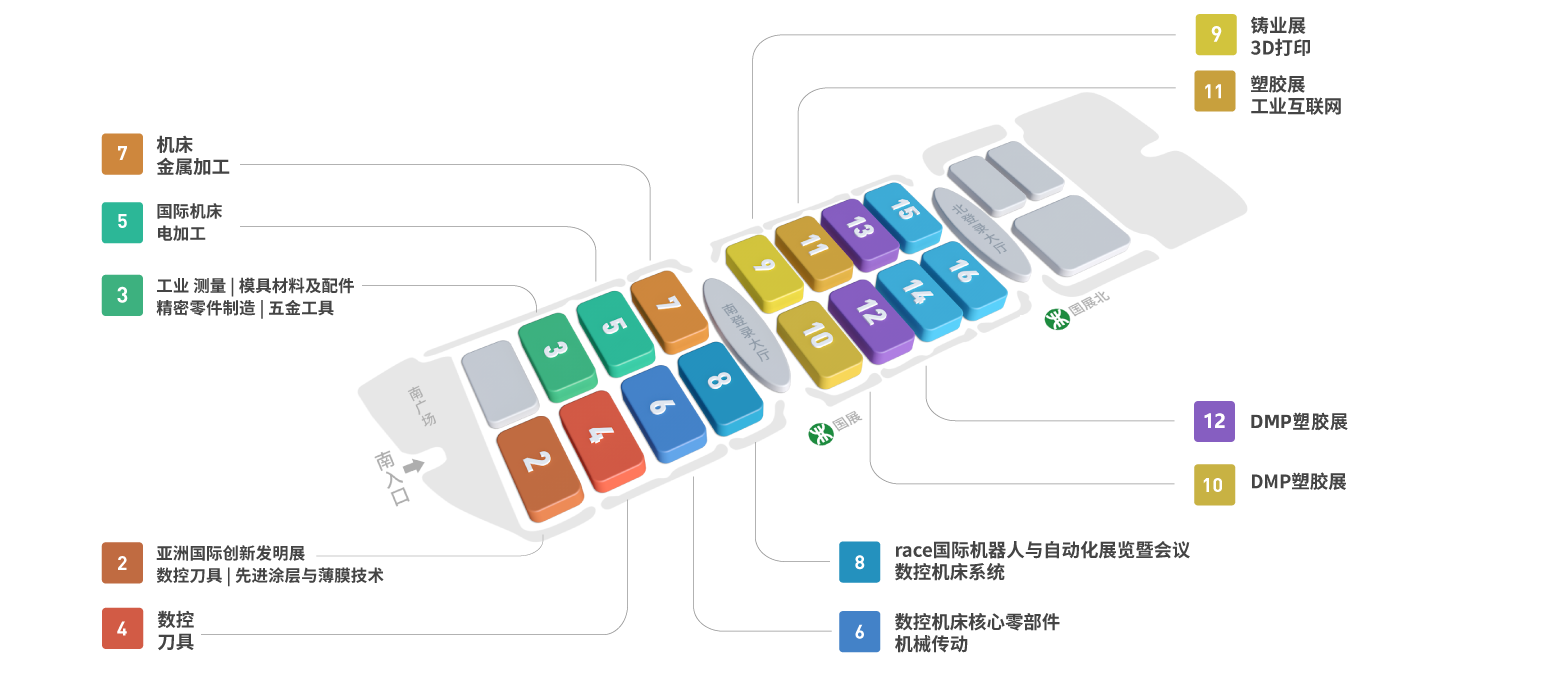 9
铸业展
3D打印
11
塑胶展
工业互联网
7
机床
金属加工
5
国际机床
电加工
3
工业 测量 | 模具材料及配件
精密零件制造 | 五金工具
15
13
11
9
北登录大厅
16
14
12
10
国展北
7
5
3
南登录大厅
8
6
4
2
国展
南广场
南入口
12
DMP塑胶展
10
DMP塑胶展
2
亚洲国际创新发明展
数控刀具 | 先进涂层与薄膜技术
4
数控
刀具
8
race国际机器人与自动化展览暨会议
数控机床系统
6
数控机床核心零部件
机械传动